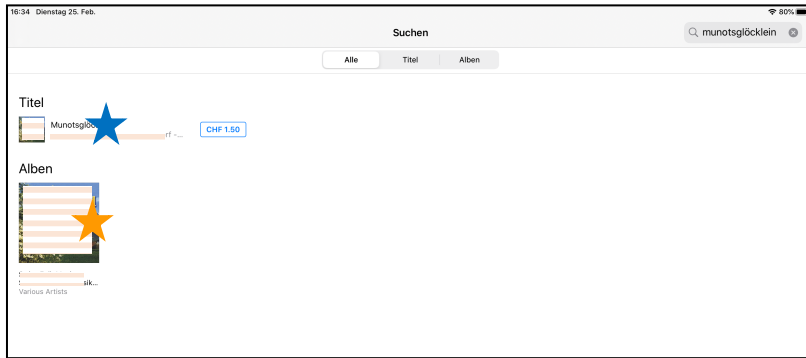 16:34 Dienstag 25. Feb. 80%
Suchen munotsglöcklein
Alle Titel Alben
Titel
rf -... CHF 1.50
Alben
sik...
Various Artists